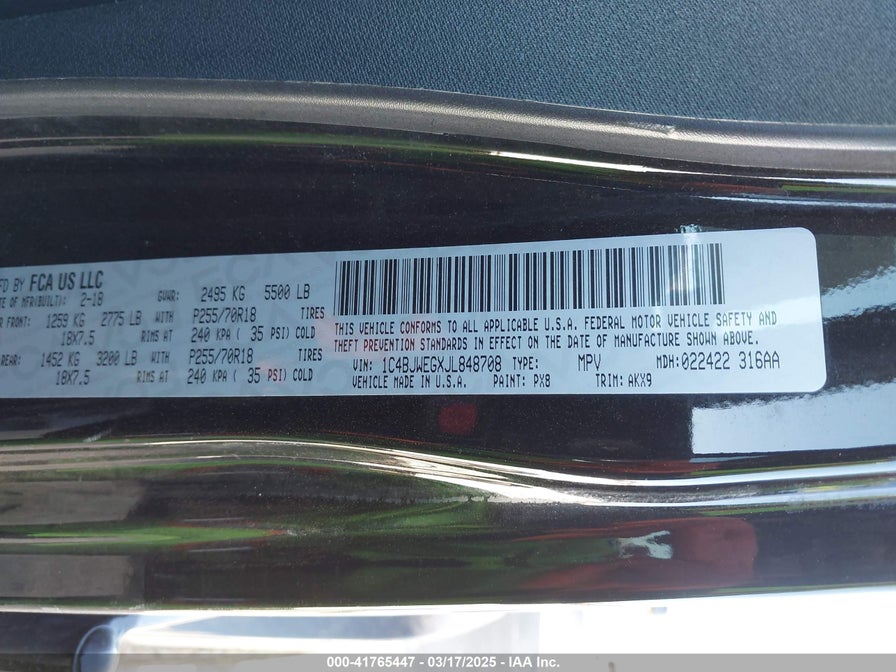 FD BY FCA US LLC
TE OF MFR(BUILT): 2-18 GVWR: 2495 KG 5500 LB
FRONT: 1259 KG 2775 LB WITH P255/70R18 TIRES
18X7.5 RIMS AT 240 KPA ( 35 PSI) COLD
REAR: 1452 KG 3200 LB WITH P255/70R18 TIRES
18X7.5 RIMS AT 240 KPA ( 35 PSI) COLD
THIS VEHICLE CONFORMS TO ALL APPLICABLE U.S.A. FEDERAL MOTOR VEHICLE SAFETY AND
THEFT PREVENTION STANDARDS IN EFFECT ON THE DATE OF MANUFACTURE SHOWN ABOVE.
VIN: 1C4BJWEGXJL848708 TYPE: MPV MDH:022422 316AA
VEHICLE MADE IN U.S.A. PAINT: PX8 TRIM: AKX9
000-41765447 - 03/17/2025 - IAA Inc.